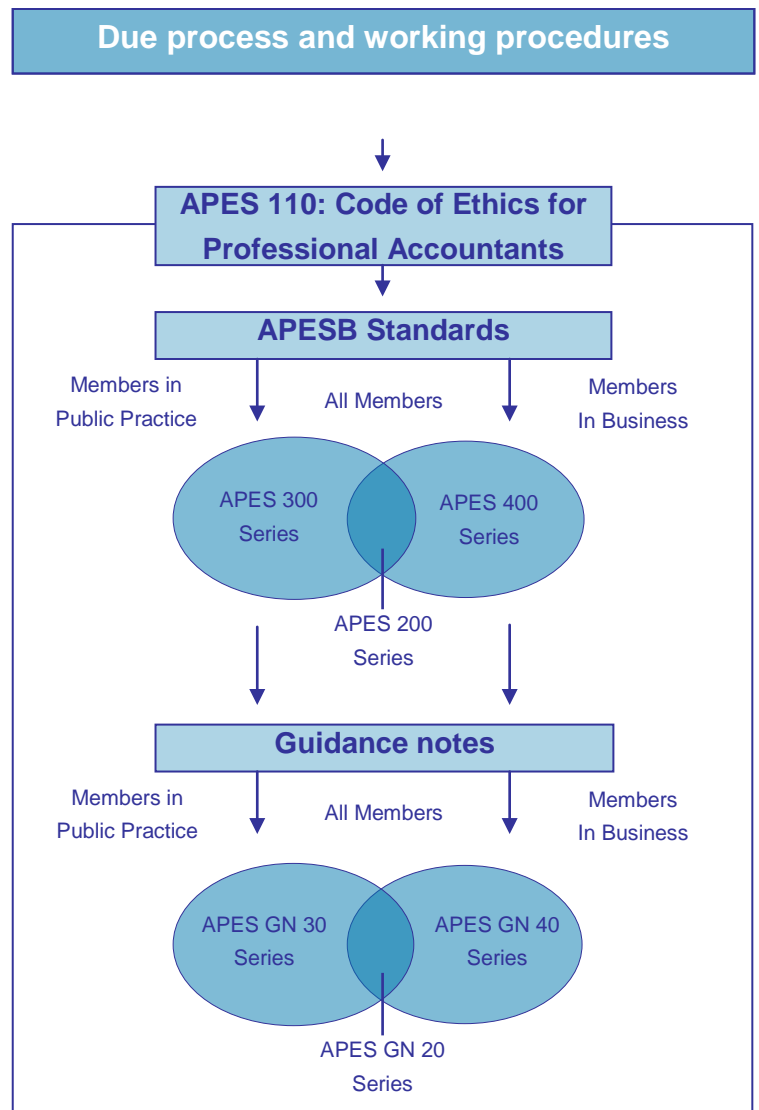 Due process and working procedures
APES 110: Code of Ethics for
Professional Accountants
APESB Standards
Members in
Public Practice
All Members
Members
In Business
APES 300
Series
APES 400
Series
APES 200
Series
Guidance notes
Members in
Public Practice
All Members
Members
In Business
APES GN 30
Series
APES GN 40
Series
APES GN 20
Series